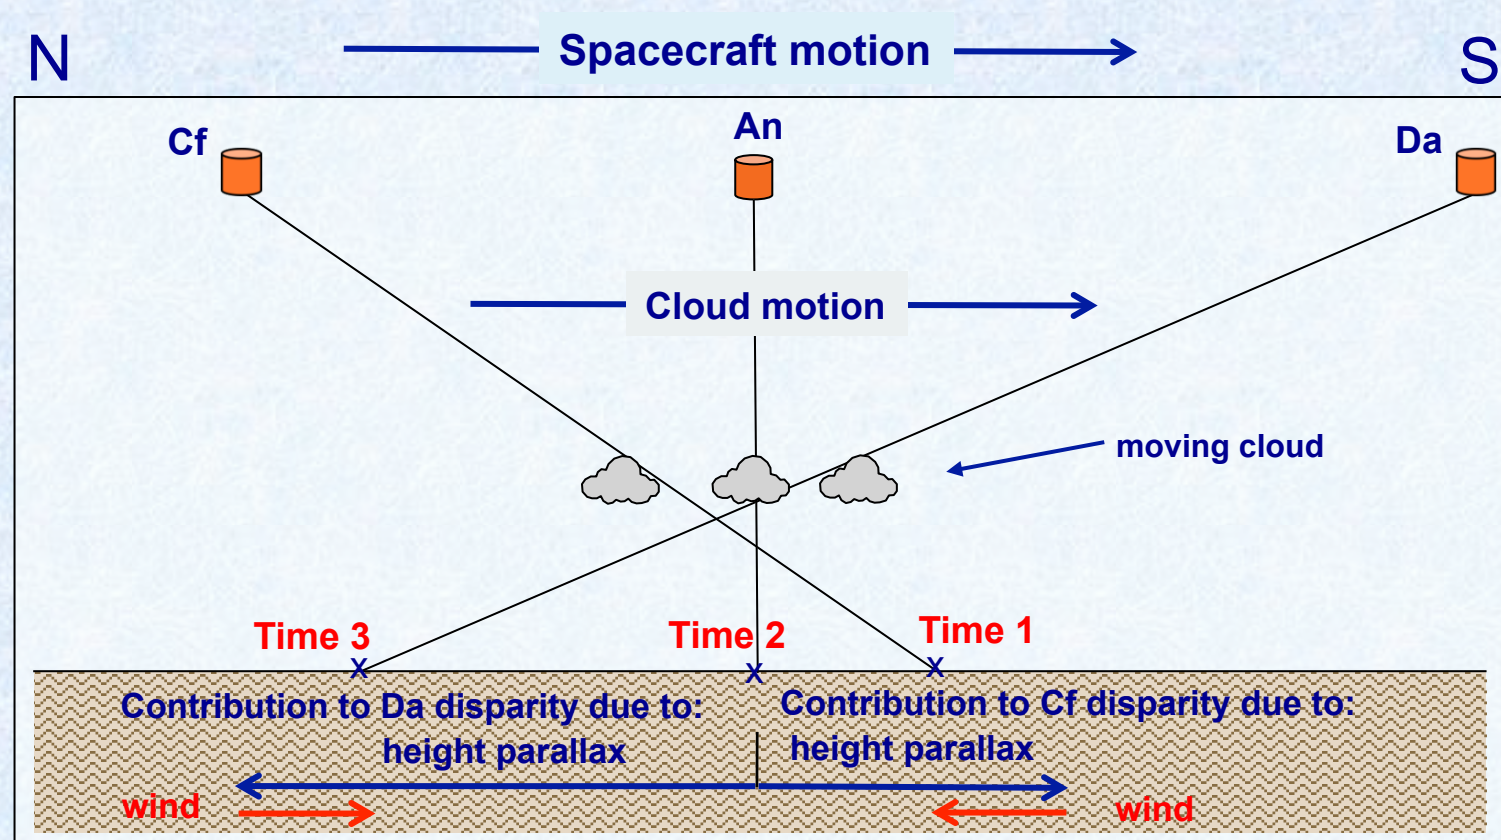 N
Spacecraft motion
S
Cf
An
Da
Cloud motion
moving cloud
Time 3
Time 2
Time 1
x
x
x
Contribution to Da disparity due to:
height parallax
Contribution to Cf disparity due to:
height parallax
wind
wind